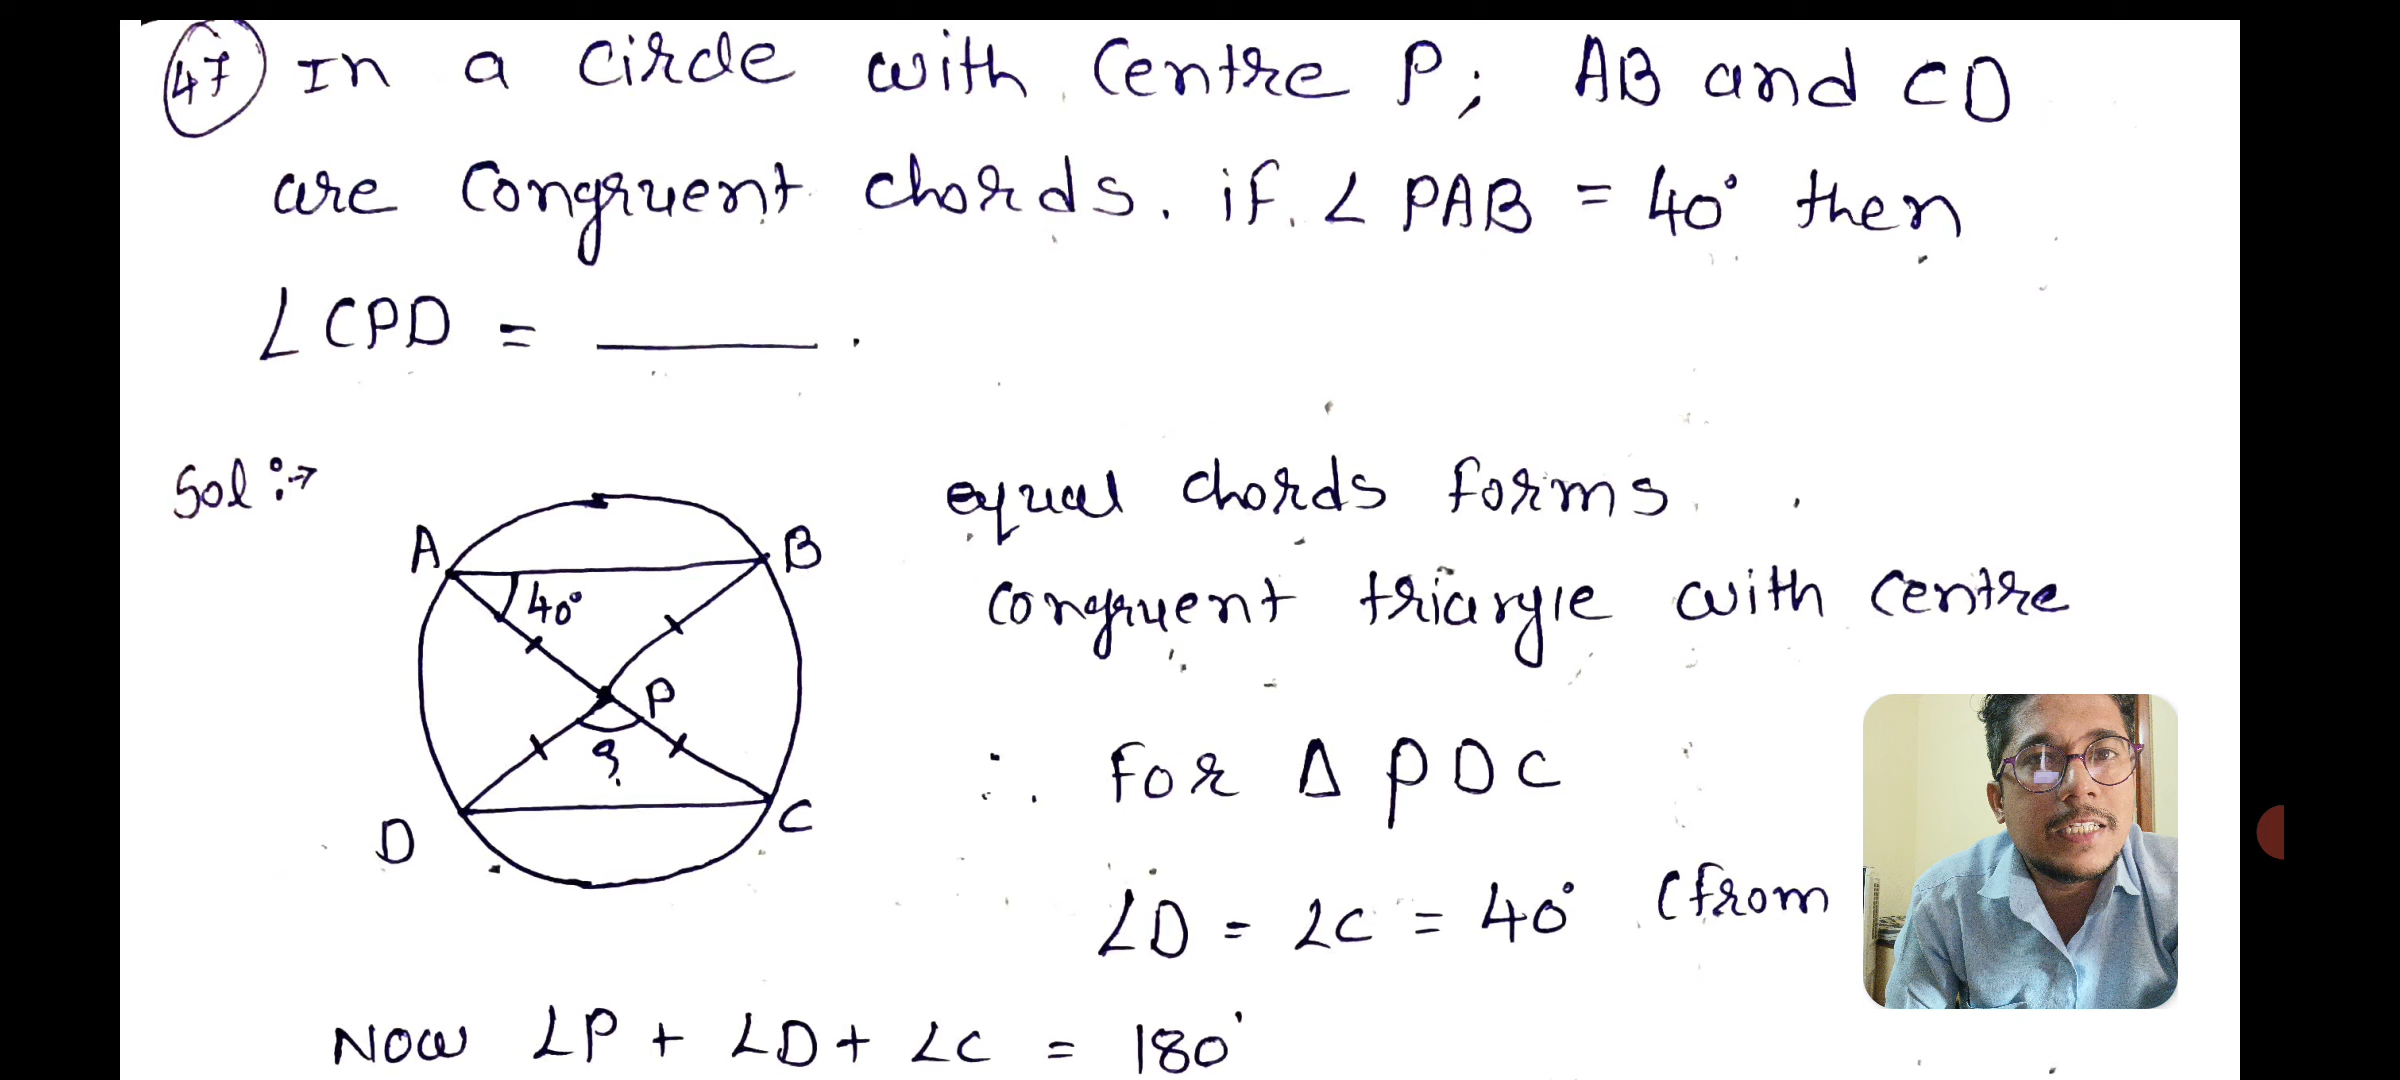 47 In a circle with centre P; AB and CD
are congruent chords. if ∠PAB = 40° then
∠CPD = ______.
Sol :→
equal chords forms
congruent triangle with centre
A B
40°
P
?
D C
∴ for Δ PDC
∠D = ∠C = 40° (from
Now ∠P + ∠D + ∠C = 180°